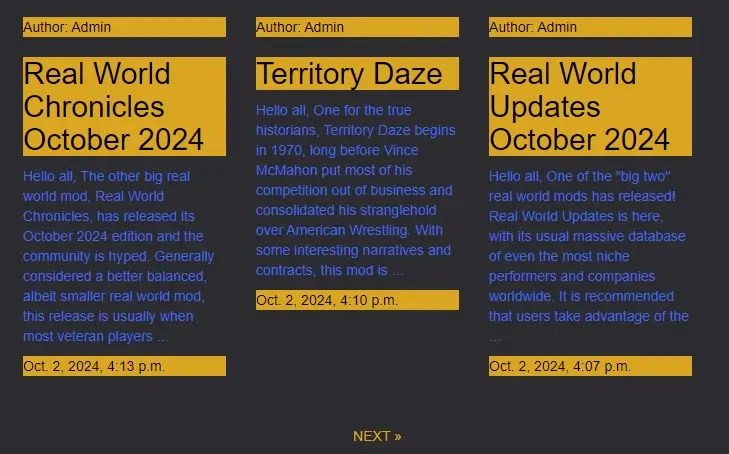 Author: Admin
Real World
Chronicles
October 2024
Hello all, The other big real
world mod, Real World
Chronicles, has released its
October 2024 edition and the
community is hyped. Generally
considered a better balanced,
albeit smaller real world mod,
this release is usually when
most veteran players ...
Oct. 2, 2024, 4:13 p.m.
Author: Admin
Territory Daze
Hello all, One for the true
historians, Territory Daze begins
in 1970, long before Vince
McMahon put most of his
competition out of business and
consolidated his stranglehold
over American Wrestling. With
some interesting narratives and
contracts, this mod is ...
Oct. 2, 2024, 4:10 p.m.
Author: Admin
Real World
Updates
October 2024
Hello all, One of the "big two"
real world mods has released!
Real World Updates is here,
with its usual massive database
of even the most niche
performers and companies
worldwide. It is recommended
that users take advantage of the
...
Oct. 2, 2024, 4:07 p.m.
NEXT »